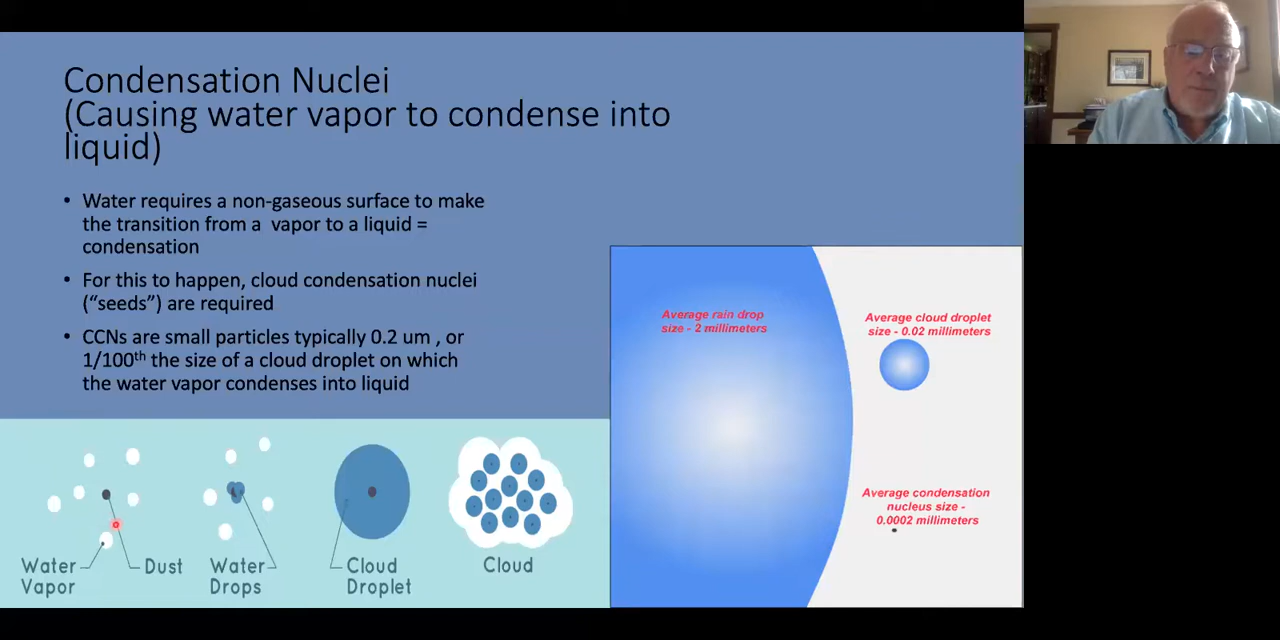 Condensation Nuclei
(Causing water vapor to condense into
liquid)
• Water requires a non-gaseous surface to make
the transition from a  vapor to a liquid =
condensation
• For this to happen, cloud condensation nuclei
(“seeds”) are required
• CCNs are small particles typically 0.2 um , or
1/100th the size of a cloud droplet on which
the water vapor condenses into liquid
Average rain drop
size - 2 millimeters
Average cloud droplet
size - 0.02 millimeters
Average condensation
nucleus size -
0.0002 millimeters
Water
Vapor
Dust
Water
Drops
Cloud
Droplet
Cloud